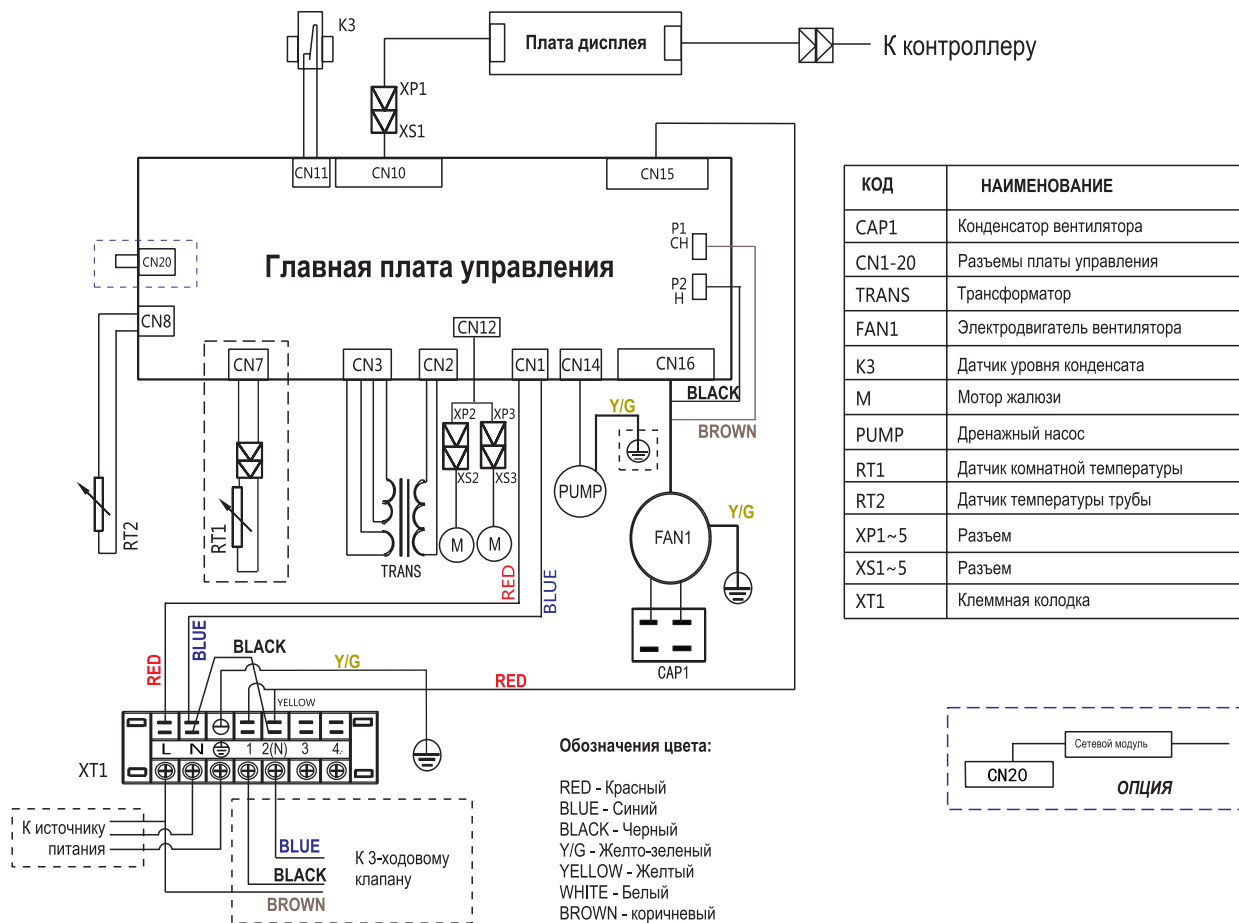 K3
Плата дисплея
К контроллеру
XP1
XS1
CN11
CN10
CN15
P1
CH
CN20
Главная плата управления
P2
H
CN8
CN12
CN7
CN3
CN2
CN1
CN14
CN16
BLACK
Y/G
BROWN
XP2
XP3
XS2
XS3
PUMP
RT2
RT1
Y/G
FAN1
M
M
TRANS
RED
BLUE
CAP1
RED
BLUE
BLACK
Y/G
RED
YELLOW
L
N
1
2(N)
3
4.
XT1
К источнику
питания
BLUE
BLACK
BROWN
К 3-ходовому
клапану
КОД НАИМЕНОВАНИЕ
CAP1 Конденсатор вентилятора
CN1-20 Разъемы платы управления
TRANS Трансформатор
FAN1 Электродвигатель вентилятора
K3 Датчик уровня конденсата
M Мотор жалюзи
PUMP Дренажный насос
RT1 Датчик комнатной температуры
RT2 Датчик температуры трубы
XP1~5 Разъем
XS1~5 Разъем
XT1 Клеммная колодка
Обозначения цвета:
RED - Красный
BLUE - Синий
BLACK - Черный
Y/G - Желто-зеленый
YELLOW - Желтый
WHITE - Белый
BROWN - коричневый
Сетевой модуль
CN20
ОПЦИЯ